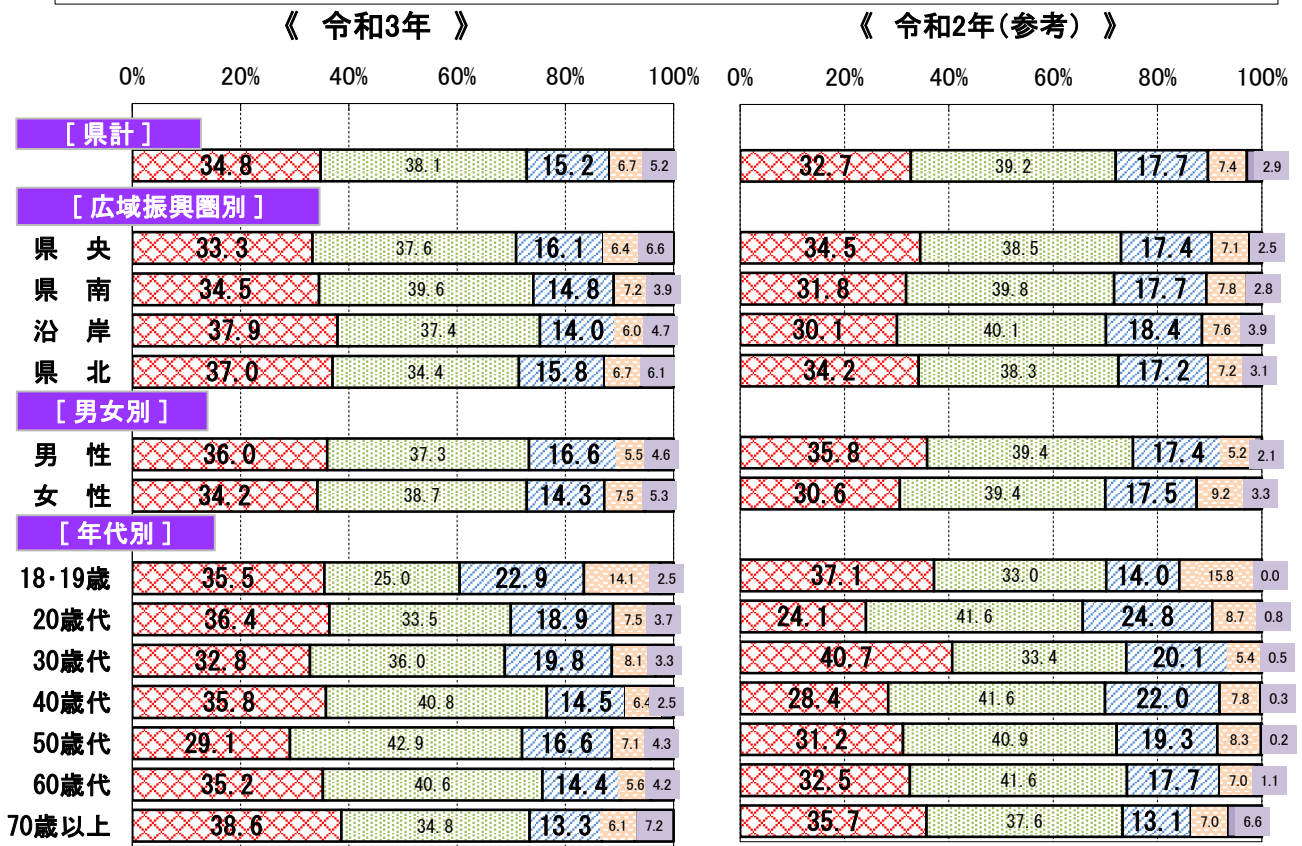 《 令和3年 》 《 令和2年(参考) 》
0% 20% 40% 60% 80% 100% 0% 20% 40% 60% 80% 100%
[ 県計 ]
34.8 38.1 15.2 6.7 5.2 32.7 39.2 17.7 7.4 2.9
[ 広域振興圏別 ]
県 央 33.3 37.6 16.1 6.4 6.6 34.5 38.5 17.4 7.1 2.5
県 南 34.5 39.6 14.8 7.2 3.9 31.8 39.8 17.7 7.8 2.8
沿 岸 37.9 37.4 14.0 6.0 4.7 30.1 40.1 18.4 7.6 3.9
県 北 37.0 34.4 15.8 6.7 6.1 34.2 38.3 17.2 7.2 3.1
[ 男女別 ]
男 性 36.0 37.3 16.6 5.5 4.6 35.8 39.4 17.4 5.2 2.1
女 性 34.2 38.7 14.3 7.5 5.3 30.6 39.4 17.5 9.2 3.3
[ 年代別 ]
18・19歳 35.5 25.0 22.9 14.1 2.5 37.1 33.0 14.0 15.8 0.0
20歳代 36.4 33.5 18.9 7.5 3.7 24.1 41.6 24.8 8.7 0.8
30歳代 32.8 36.0 19.8 8.1 3.3 40.7 33.4 20.1 5.4 0.5
40歳代 35.8 40.8 14.5 6.4 2.5 28.4 41.6 22.0 7.8 0.3
50歳代 29.1 42.9 16.6 7.1 4.3 31.2 40.9 19.3 8.3 0.2
60歳代 35.2 40.6 14.4 5.6 4.2 32.5 41.6 17.7 7.0 1.1
70歳以上 38.6 34.8 13.3 6.1 7.2 35.7 37.6 13.1 7.0 6.6